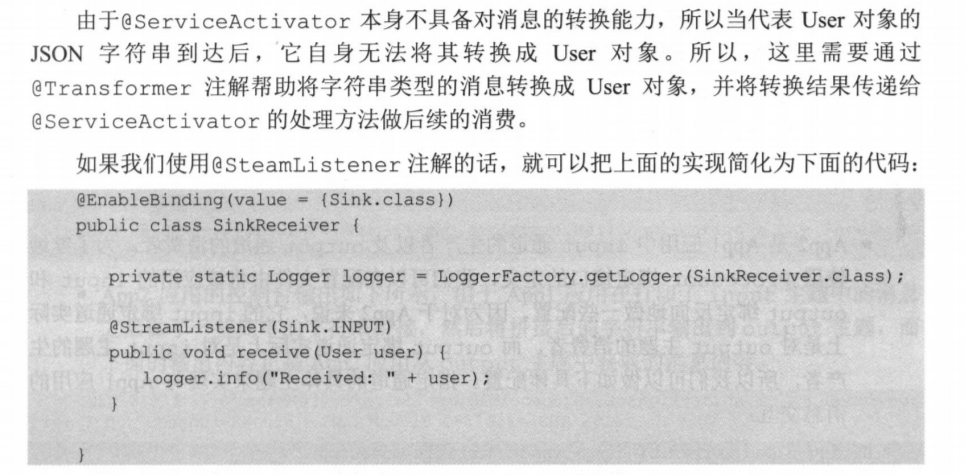 由于@ServiceActivator 本身不具备对消息的转换能力，所以当代表 User 对象的
JSON 字符串到达后，它自身无法将其转换成 User 对象。所以，这里需要通过
@Transformer 注解帮助将字符串类型的消息转换成 User 对象，并将转换结果传递给
@ServiceActivator 的处理方法做后续的消费。
如果我们使用@SteamListener 注解的话，就可以把上面的实现简化为下面的代码：
@EnableBinding(value = {Sink.class})
public class SinkReceiver {
private static Logger logger = LoggerFactory.getLogger(SinkReceiver.class);
@StreamListener(Sink.INPUT)
public void receive(User user) {
logger.info("Received: " + user);
}
}